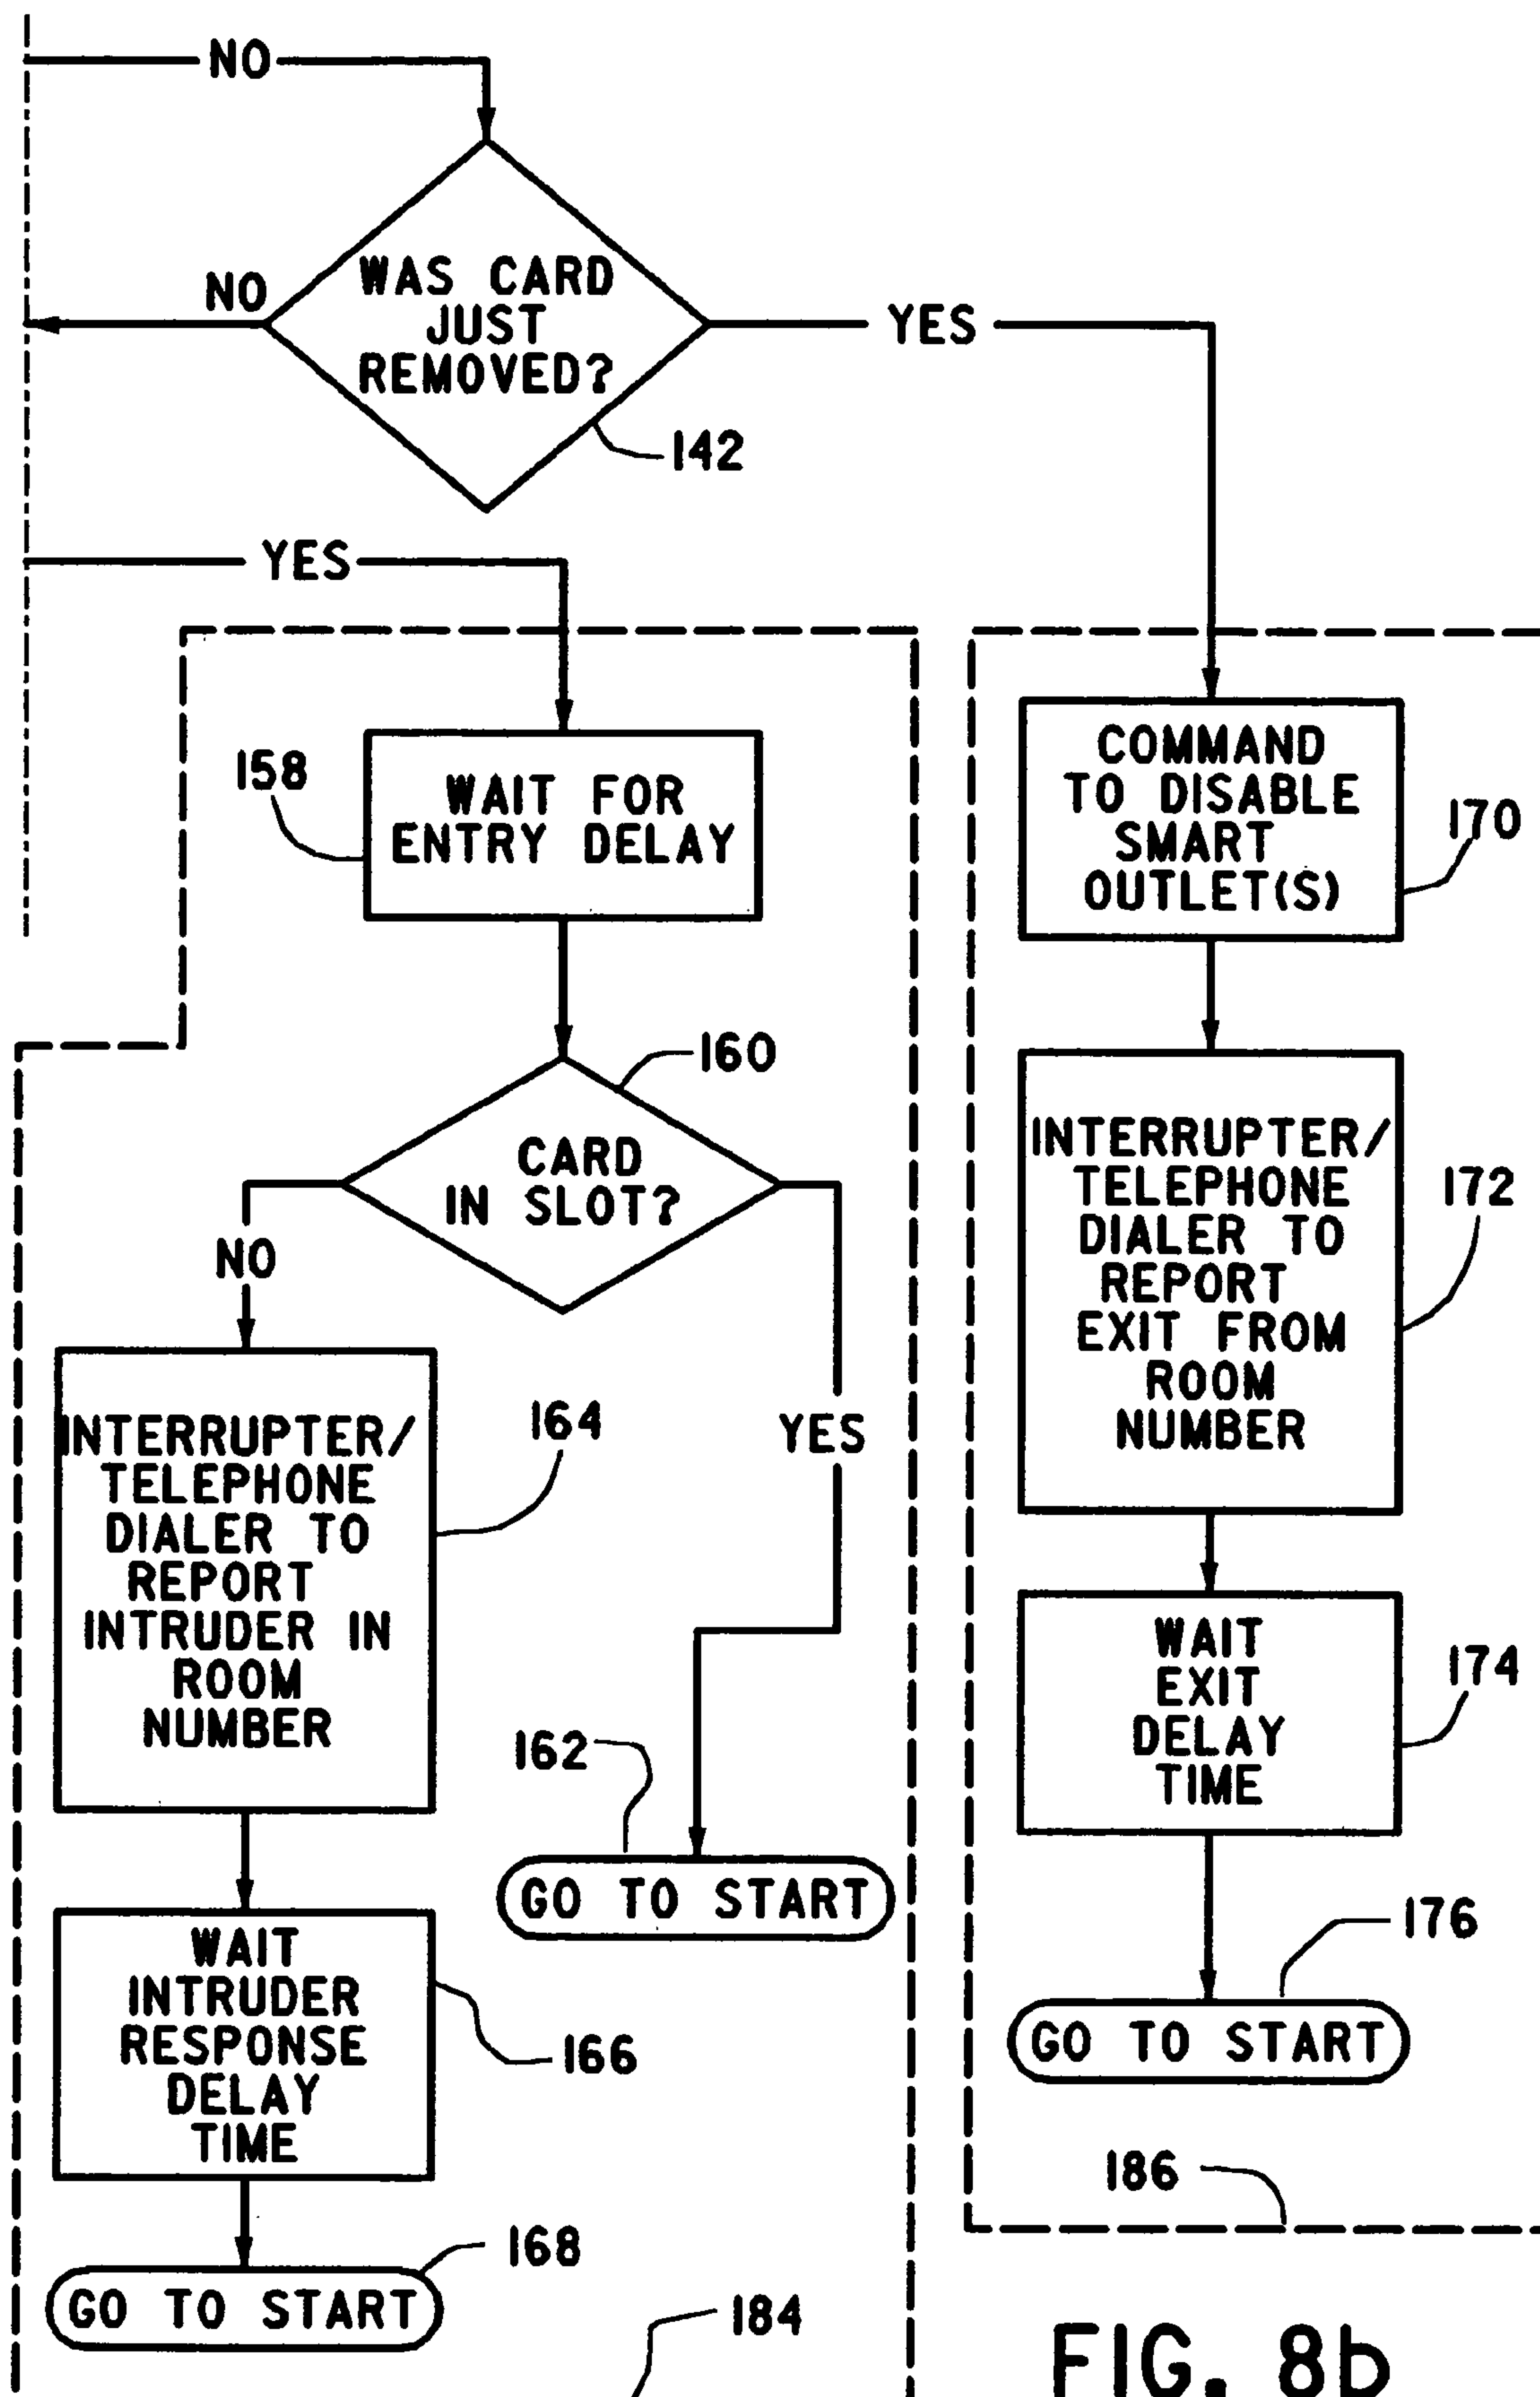 NO
WAS CARD
JUST
REMOVED?
NO
YES
142
YES
158
WAIT FOR
ENTRY DELAY
160
CARD
IN SLOT?
NO
YES
164
INTERRUPTER/
TELEPHONE
DIALER TO
REPORT
INTRUDER IN
ROOM
NUMBER
162
GO TO START
WAIT
INTRUDER
RESPONSE
DELAY
TIME
166
168
GO TO START
184
COMMAND
TO DISABLE
SMART
OUTLET(S)
170
INTERRUPTER/
TELEPHONE
DIALER TO
REPORT
EXIT FROM
ROOM
NUMBER
172
WAIT
EXIT
DELAY
TIME
174
176
GO TO START
186
FIG. 8b